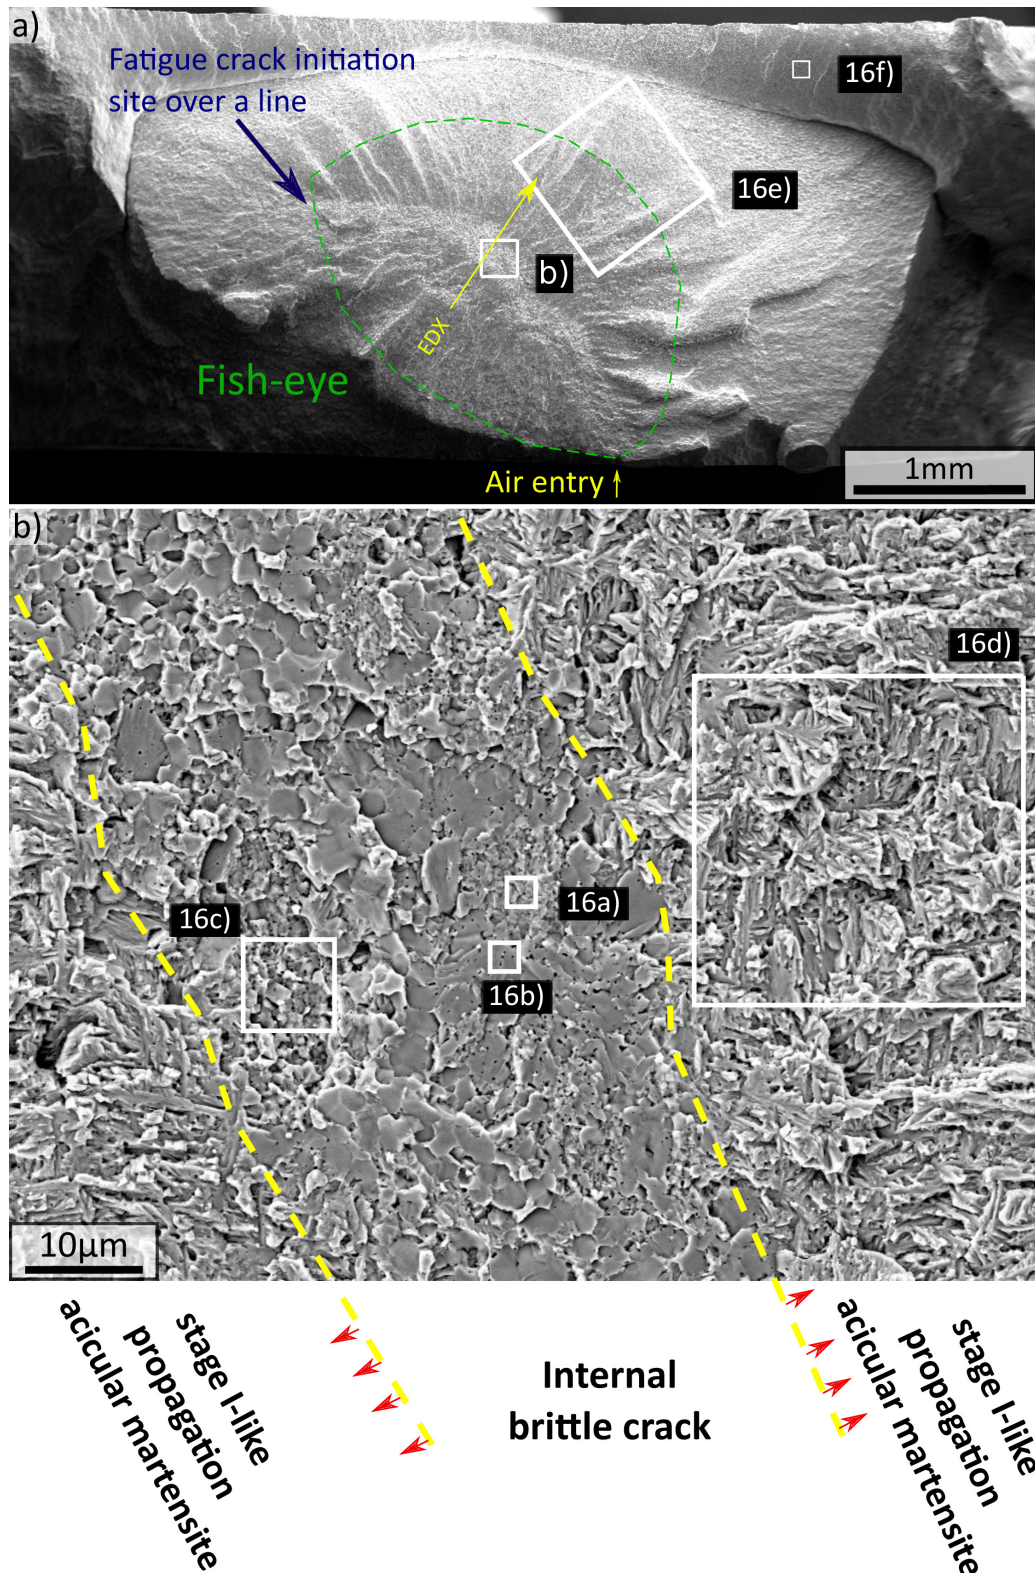 a)
Fatigue crack initiation
site over a line
16f)
16e)
b)
EDX
Fish-eye
Air entry ↑
1mm
b)
16d)
16c)
16a)
16b)
10µm
stage I-like
propagation
acicular martensite
Internal
brittle crack
stage I-like
propagation
acicular martensite